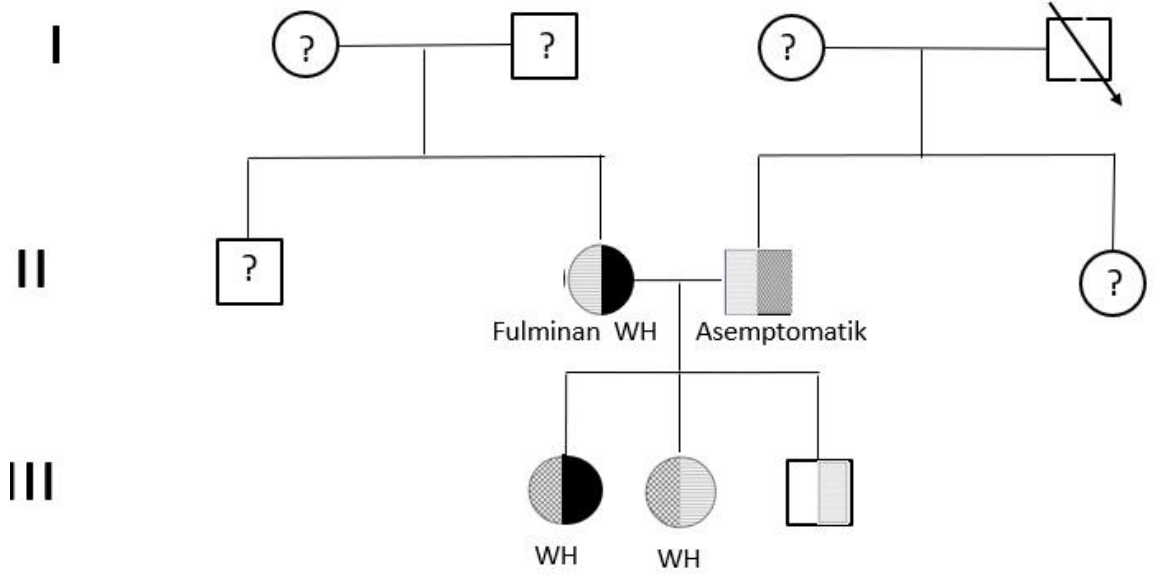 I
? ? ?
II
? ?
Fulminan WH Asemptomatik
III
WH WH